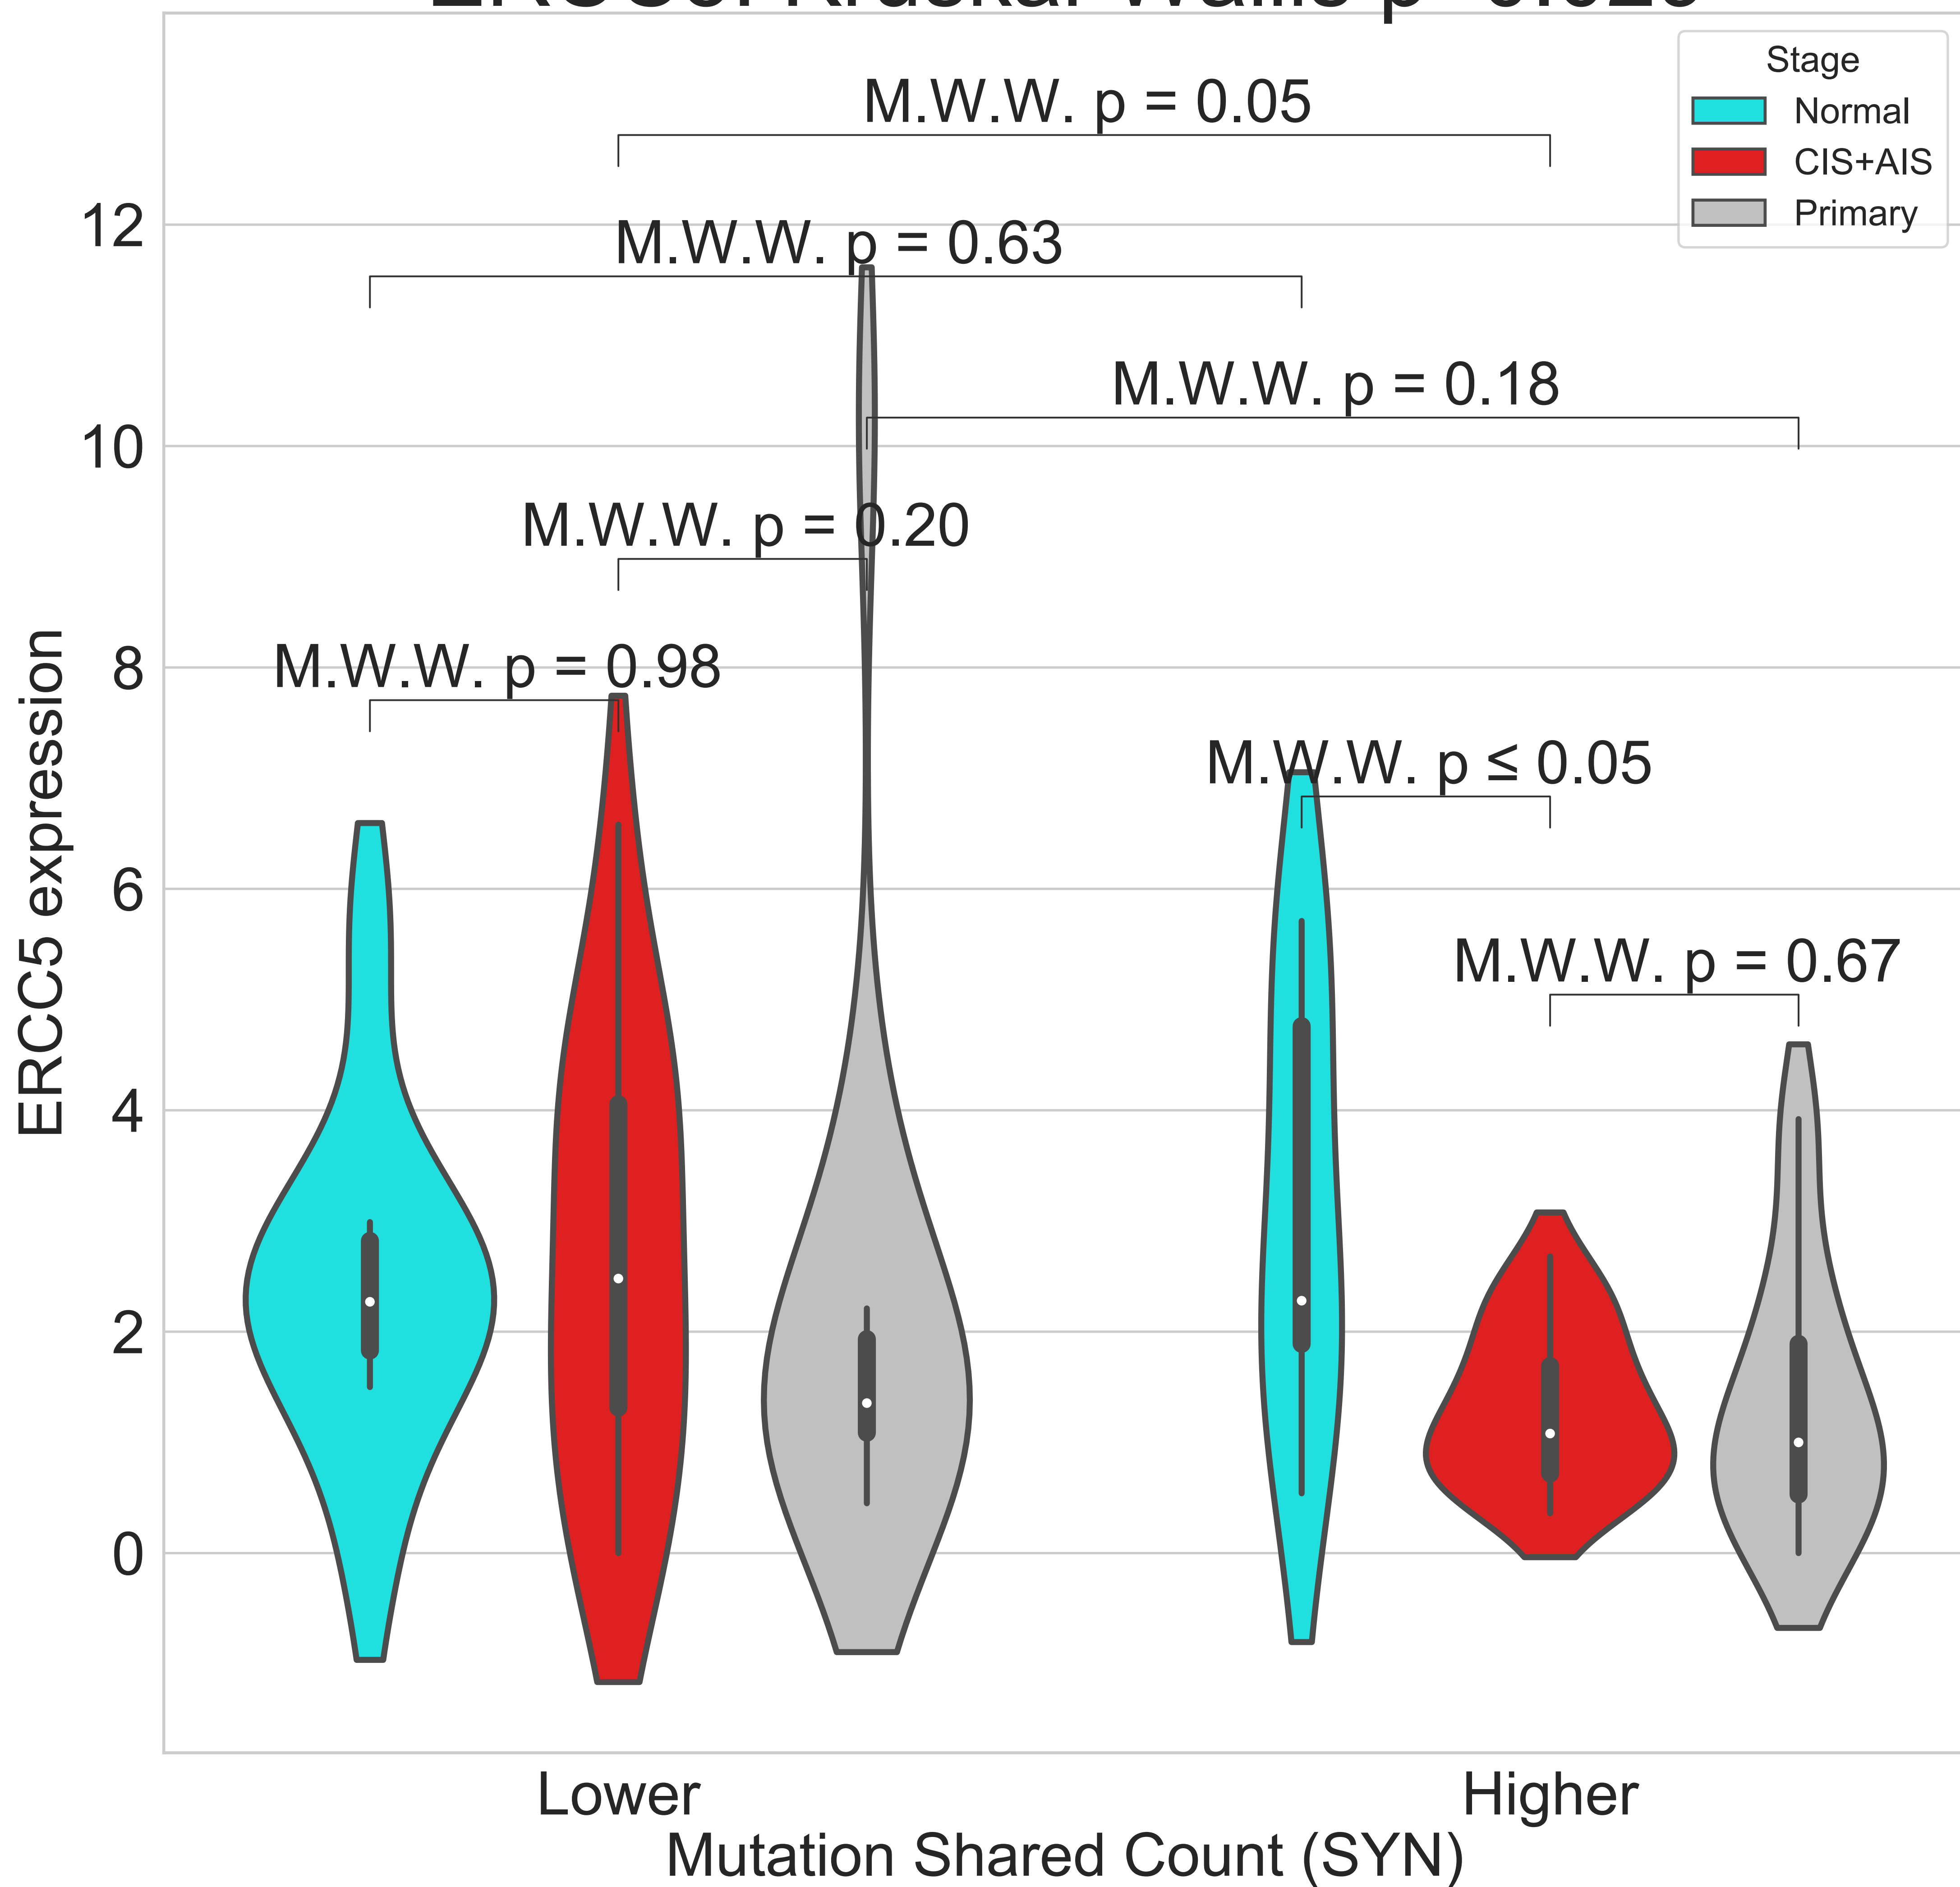 Stage
Normal
CIS+AIS
Primary
M.W.W. p = 0.05
M.W.W. p = 0.63
M.W.W. p = 0.18
M.W.W. p = 0.20
M.W.W. p = 0.98
M.W.W. p ≤ 0.05
M.W.W. p = 0.67
12
10
8
6
4
2
0
ERCC5 expression
Lower
Higher
Mutation Shared Count (SYN)